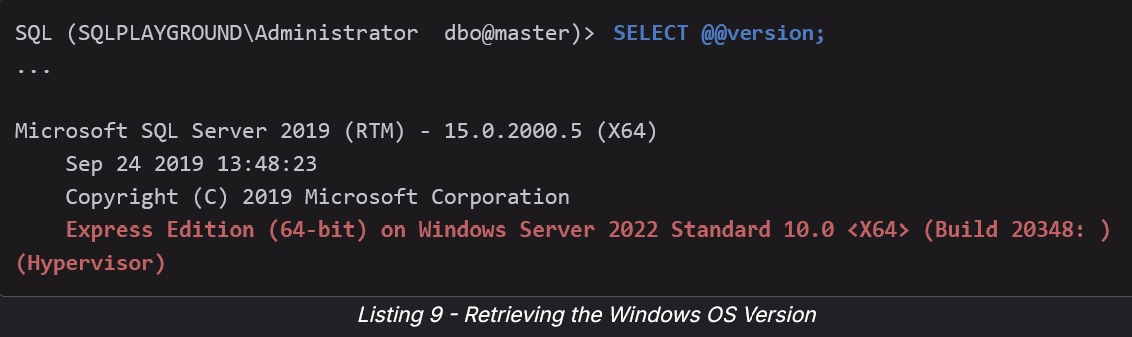 SQL (SQLPLAYGROUND\Administrator  dbo@master)> SELECT @@version;
...
Microsoft SQL Server 2019 (RTM) - 15.0.2000.5 (X64)
    Sep 24 2019 13:48:23
    Copyright (C) 2019 Microsoft Corporation
    Express Edition (64-bit) on Windows Server 2022 Standard 10.0 <X64> (Build 20348: )
(Hypervisor)
Listing 9 - Retrieving the Windows OS Version